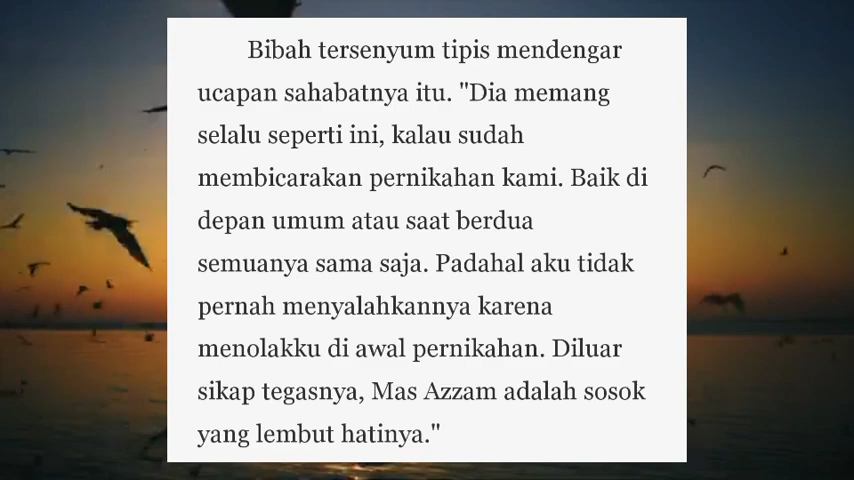 Bibah tersenyum tipis mendengar
ucapan sahabatnya itu. "Dia memang
selalu seperti ini, kalau sudah
membicarakan pernikahan kami. Baik di
depan umum atau saat berdua
semuanya sama saja. Padahal aku tidak
pernah menyalahkannya karena
menolakku di awal pernikahan. Diluar
sikap tegasnya, Mas Azzam adalah sosok
yang lembut hatinya."